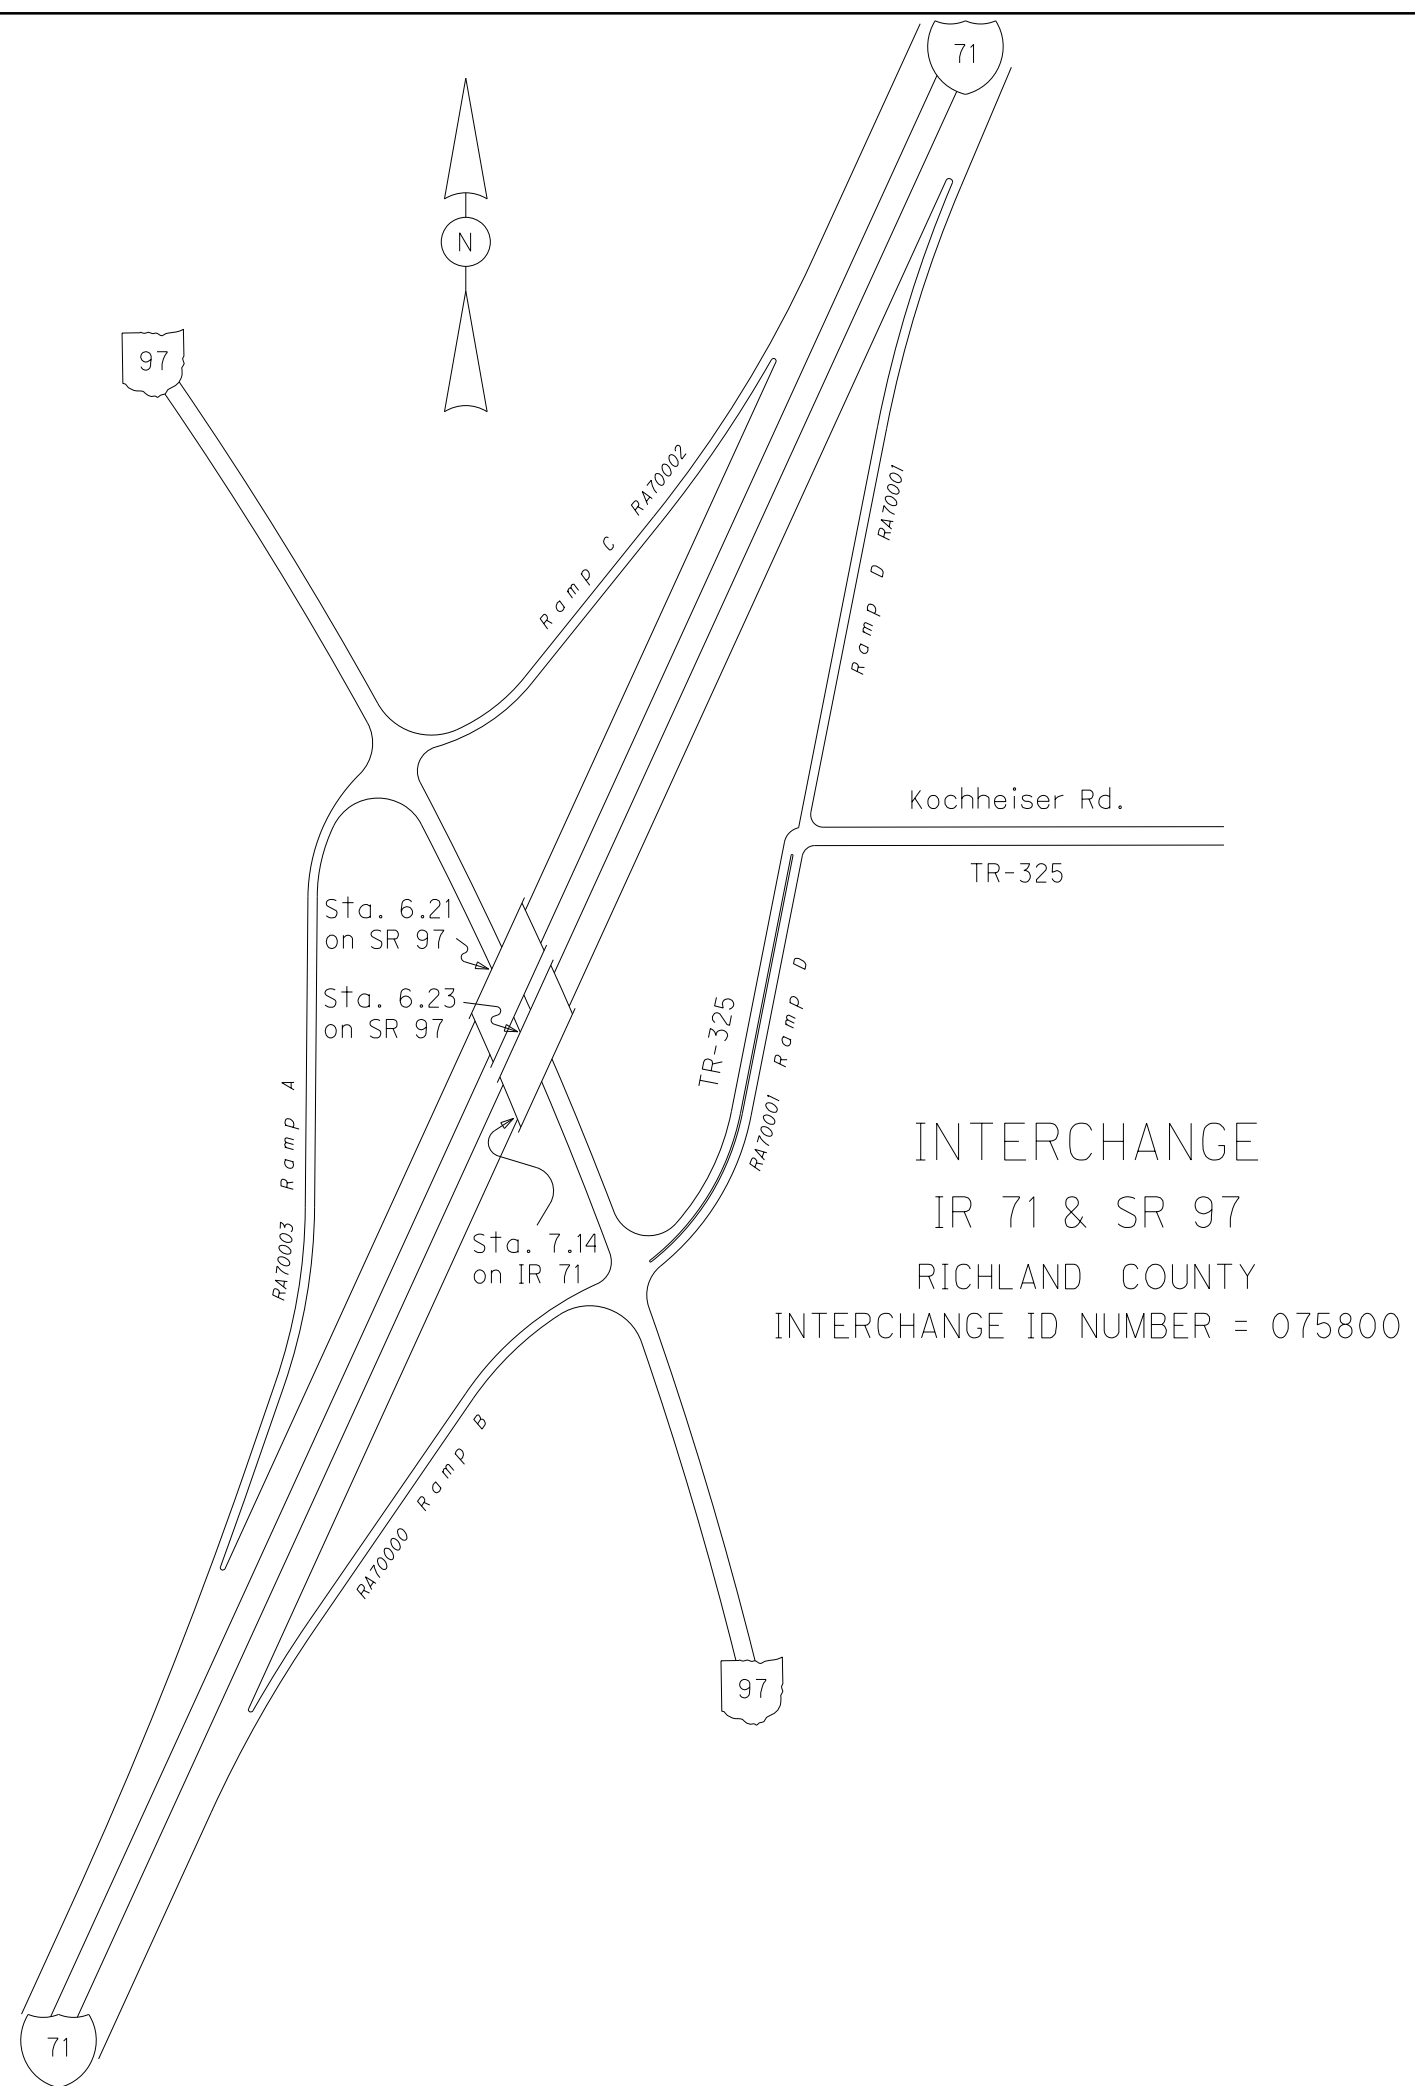 71
N
97
Ramp C RA70002
Ramp D RA70001
Kochheiser Rd.
TR-325
Sta. 6.21
on SR 97
Sta. 6.23
on SR 97
TR-325
RA70001 Ramp D
RA70003 Ramp A
Sta. 7.14
on IR 71
INTERCHANGE
IR 71 & SR 97
RICHLAND COUNTY
INTERCHANGE ID NUMBER = 075800
RA70000 Ramp B
97
71